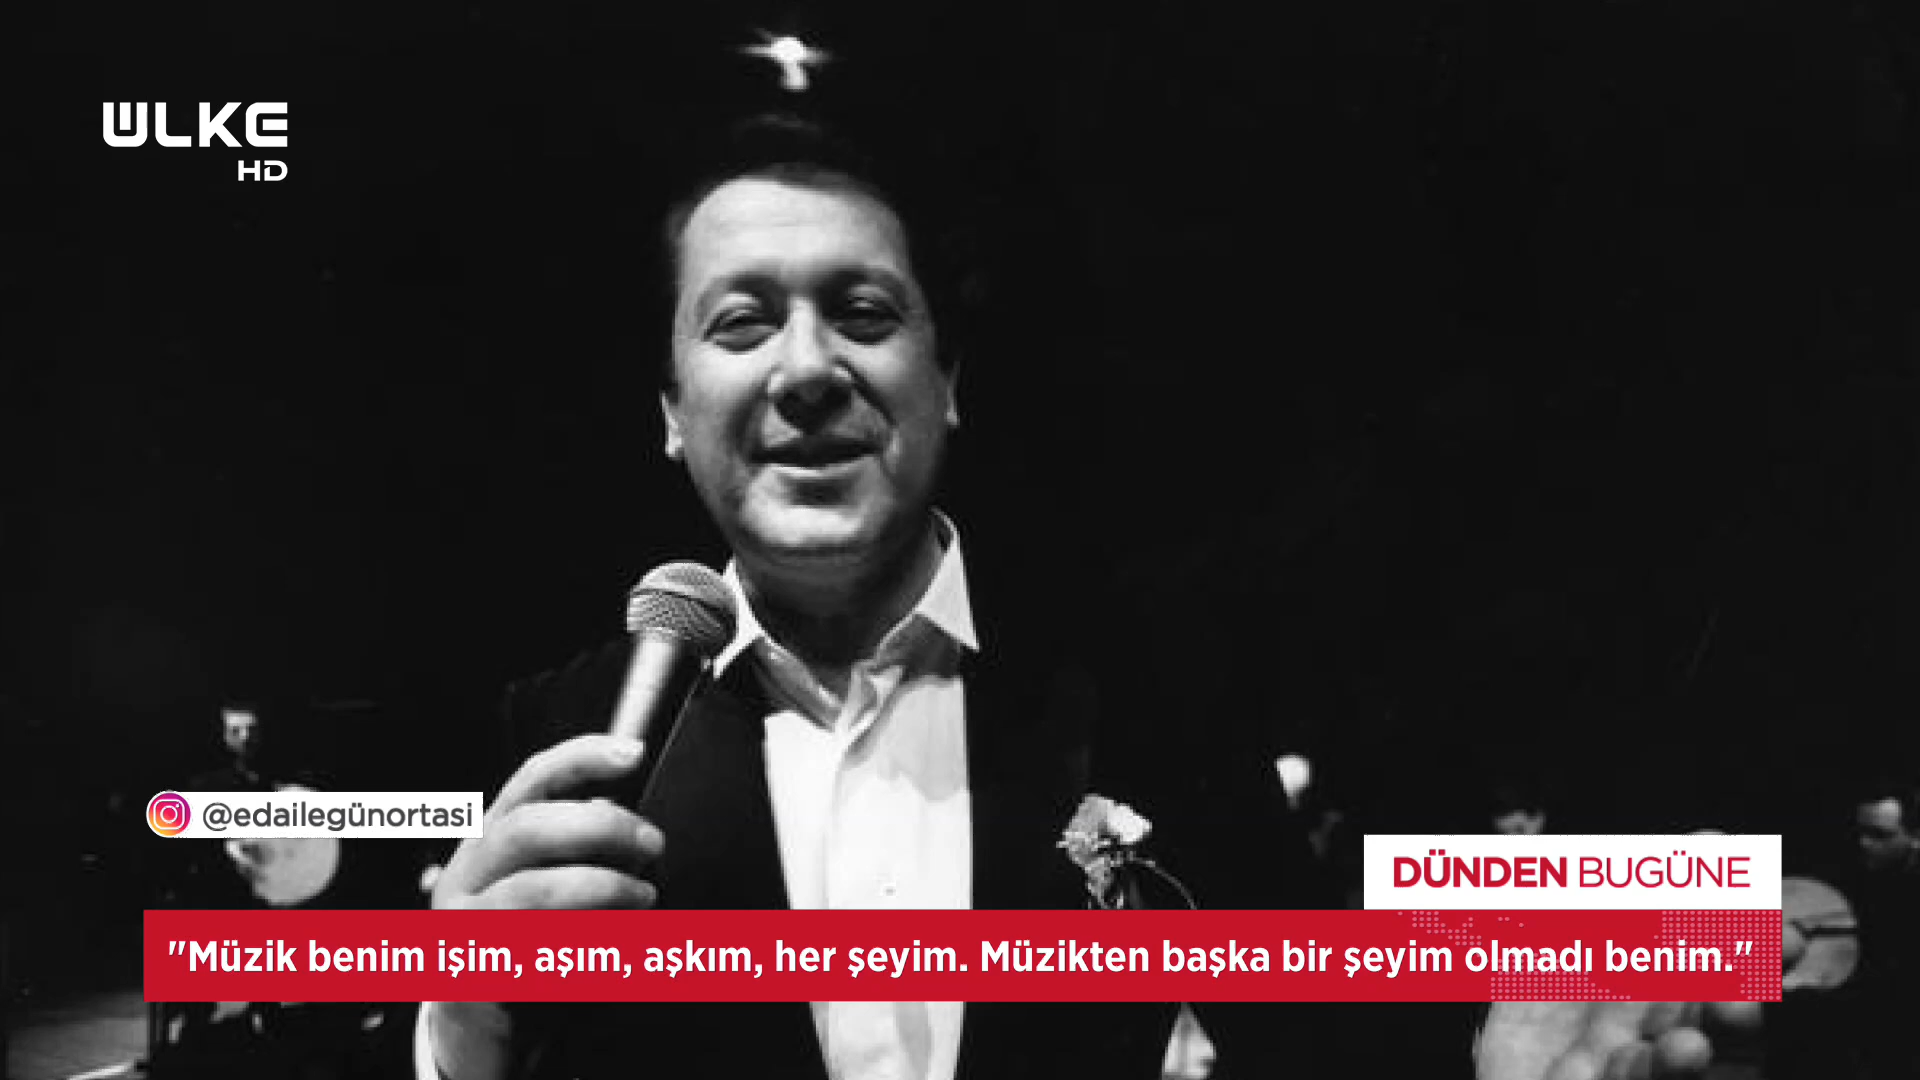 ÜLKE
HD
@edailegünortasi
DÜNDEN BUGÜNE
"Müzik benim işim, aşım, aşkım, her şeyim. Müzikten başka bir şeyim olmadı benim."